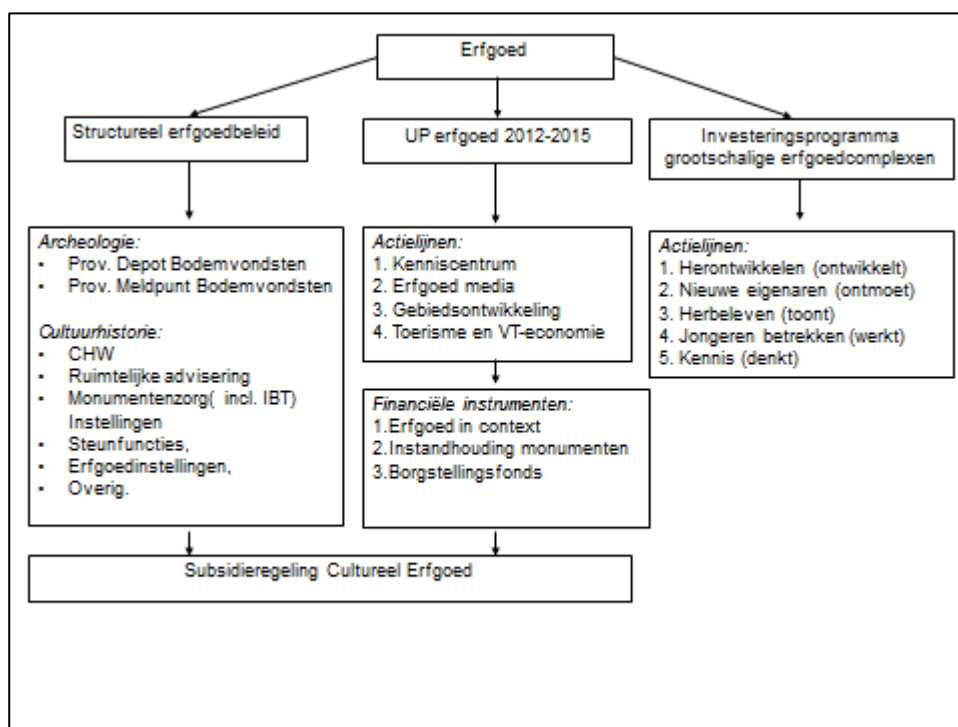 Erfgoed
Structureel erfgoedbeleid
UP erfgoed 2012-2015
Investeringsprogramma
grootschalige erfgoedcomplexen
Archeologie:
▪ Prov. Depot Bodemvondsten
▪ Prov. Meldpunt Bodemvondsten
Cultuurhistorie:
▪ CHW
▪ Ruimtelijke advisering
▪ Monumentenzorg( incl. IBT)
Instellingen
▪ Steunfuncties,
▪ Erfgoedinstellingen,
▪ Overig.
Actielijnen:
1. Kenniscentrum
2. Erfgoed media
3. Gebiedsontwikkeling
4. Toerisme en VT-economie
Financiële instrumenten:
1.Erfgoed in context
2.Instandhouding monumenten
3.Borgstellingsfonds
Actielijnen:
1. Herontwikkelen (ontwikkelt)
2. Nieuwe eigenaren (ontmoet)
3. Herbeleven (toont)
4. Jongeren betrekken (werkt)
5. Kennis (denkt)
Subsidieregeling Cultureel Erfgoed